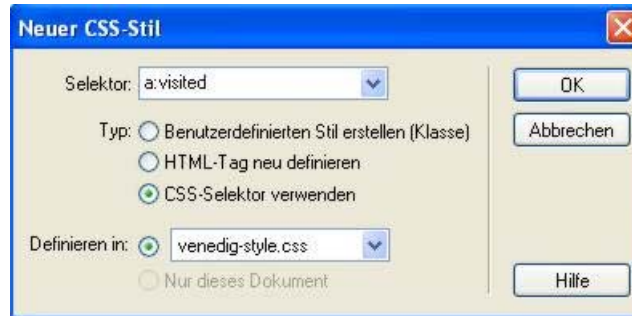 Neuer CSS-Stil
Selektor: a:visited
OK
Typ: Benutzerdefinierten Stil erstellen (Klasse)
Abbrechen
HTML-Tag neu definieren
CSS-Selektor verwenden
Definieren in: venedig-style.css
Nur dieses Dokument
Hilfe